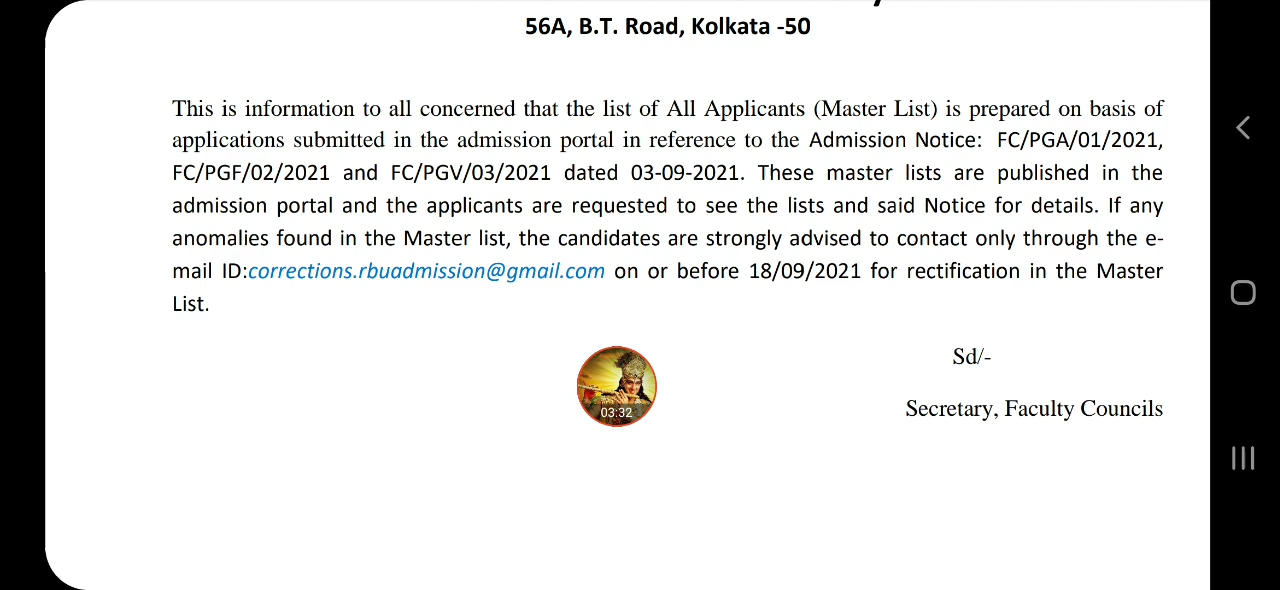 56A, B.T. Road, Kolkata -50
This is information to all concerned that the list of All Applicants (Master List) is prepared on basis of
applications submitted in the admission portal in reference to the Admission Notice: FC/PGA/01/2021,
FC/PGF/02/2021 and FC/PGV/03/2021 dated 03-09-2021. These master lists are published in the
admission portal and the applicants are requested to see the lists and said Notice for details. If any
anomalies found in the Master list, the candidates are strongly advised to contact only through the e-
mail ID:corrections.rbuadmission@gmail.com on or before 18/09/2021 for rectification in the Master
List.
Sd/-
03:32
Secretary, Faculty Councils